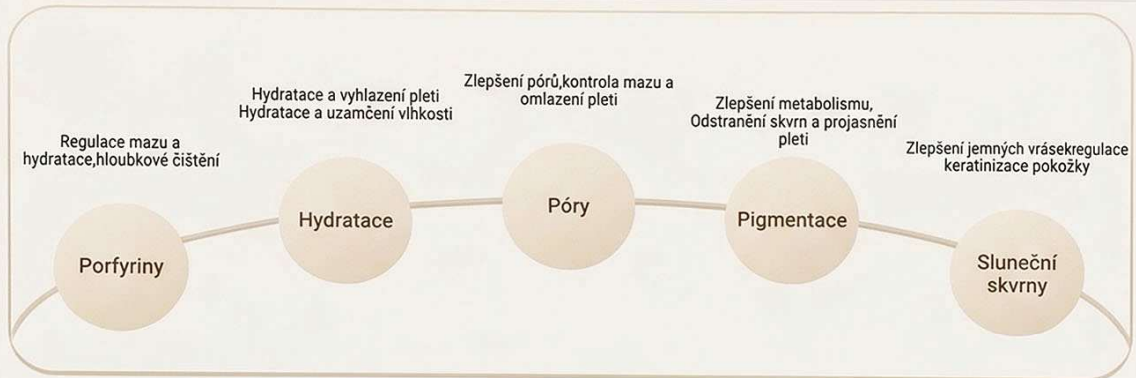 Regulace mazu a
hydratace,hloubkové čištění
Porfyriny
Hydratace a vyhlazení pleti
Hydratace a uzamčení vlhkosti
Hydratace
Zlepšení pórů,kontrola mazu a
omlazení pleti
Póry
Zlepšení metabolismu,
Odstranění skvrn a projasnění
pleti
Pigmentace
Zlepšení jemných vrásekregulace
keratinizace pokožky
Sluneční
skvrny